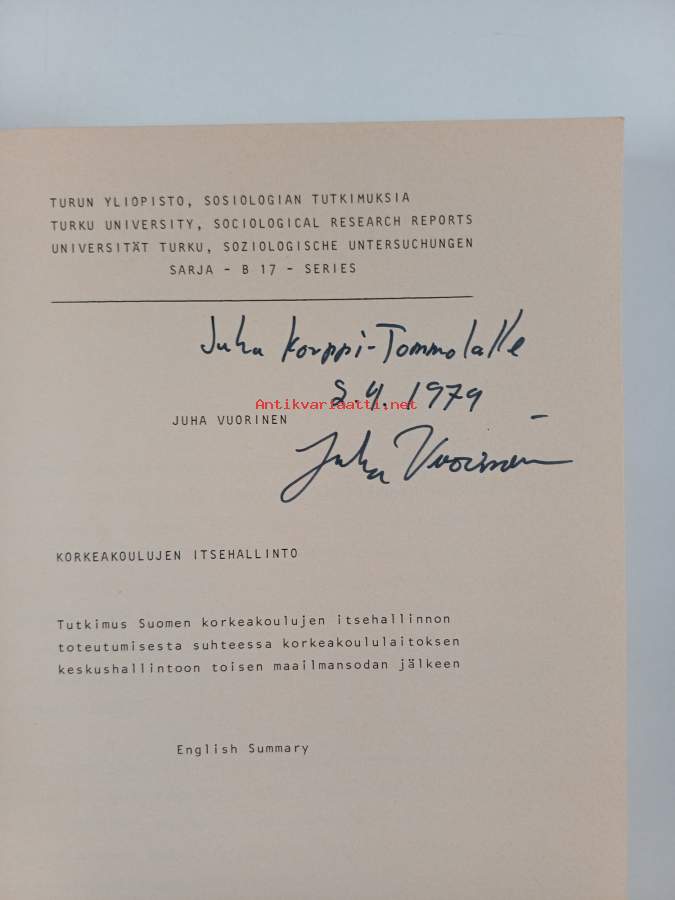 TURUN YLIOPISTO, SOSIOLOGIAN TUTKIMUKSIA
TURKU UNIVERSITY, SOCIOLOGICAL RESEARCH REPORTS
UNIVERSITÄT TURKU, SOZIOLOGISCHE UNTERSUCHUNGEN
SARJA - B 17 - SERIES
Juha Korppi-Tommolalle
2.4.1979
Antikvariaatti.net
JUHA VUORINEN
Juha Vuorinen
KORKEAKOULUJEN ITSEHALLINTO
Tutkimus Suomen korkeakoulujen itsehallinnon
toteutumisesta suhteessa korkeakoululaitoksen
keskushallintoon toisen maailmansodan jälkeen
English Summary